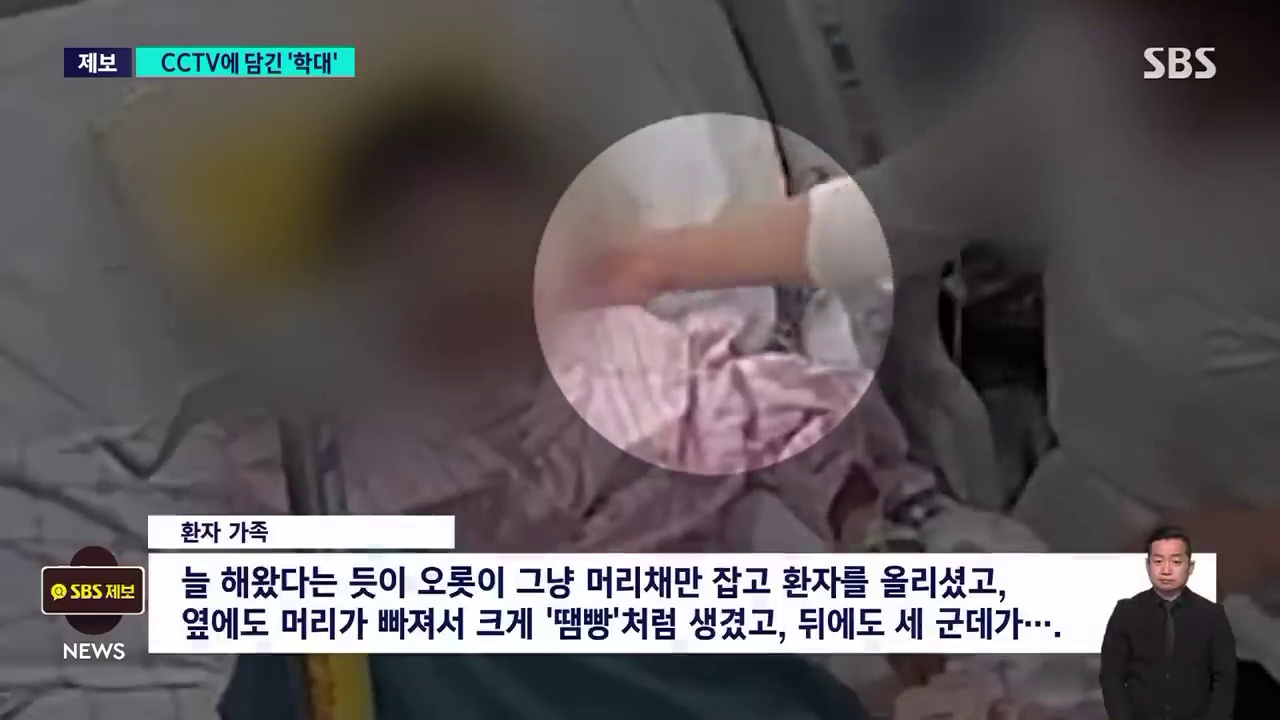 제보 CCTV에 담긴 '학대'
SBS
환자 가족
늘 해왔다는 듯이 오롯이 그냥 머리채만 잡고 환자를 올리셨고,
옆에도 머리가 빠져서 크게 '땜빵'처럼 생겼고, 뒤에도 세 군데가….
SBS 제보
NEWS